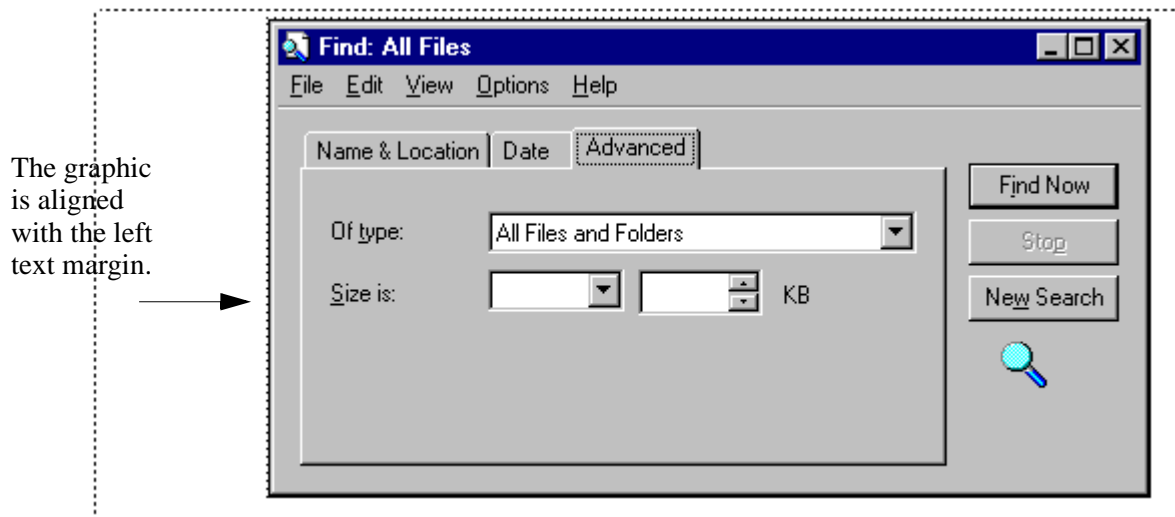 Find: All Files
File Edit View Options Help
Name & Location Date Advanced
The graphic
is aligned
with the left
text margin.
Of type: All Files and Folders
Size is: KB
Find Now
Stop
New Search